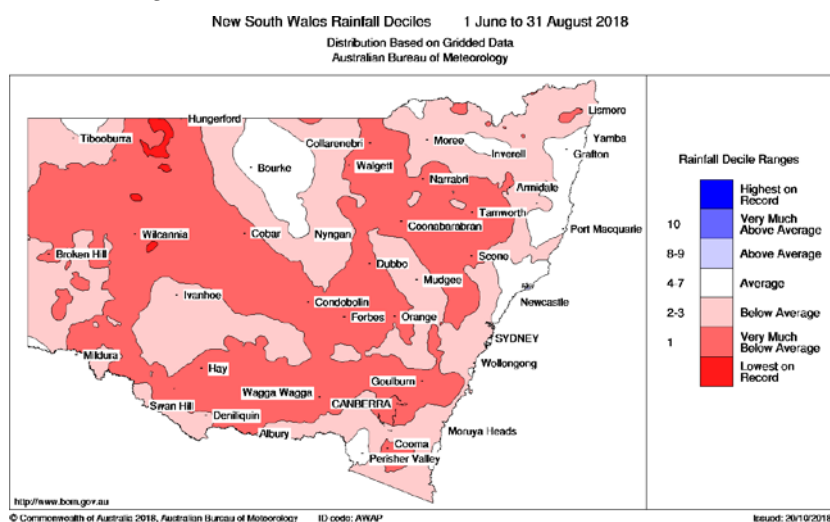 New South Wales Rainfall Deciles 1 June to 31 August 2018
Distribution Based on Gridded Data
Australian Bureau of Meteorology
Hungerford
Lismore
Tibooburra
Collarenebri
Moree
Yamba
Inverell
Grafton
Bourke
Walgett
Narrabri
Armidale
Tamworth
Wilcannia
Cobar
Nyngan
Coonabarabran
Port Macquarie
Broken Hill
Dubbo
Scone
Mudgee
Ivanhoe
Condobolin
Newcastle
Forbes
Orange
SYDNEY
Mildura
Wollongong
Hay
Goulburn
Wagga Wagga
CANBERRA
Swan Hill
Deniliquin
Albury
Moruya Heads
Cooma
Perisher Valley
Rainfall Decile Ranges
Highest on
Record
10 Very Much
Above Average
8-9 Above Average
4-7 Average
2-3 Below Average
1 Very Much
Below Average
Lowest on
Record
http://www.bom.gov.au
© Commonwealth of Australia 2018, Australian Bureau of Meteorology ID code: AWAP Issued: 20/10/2018